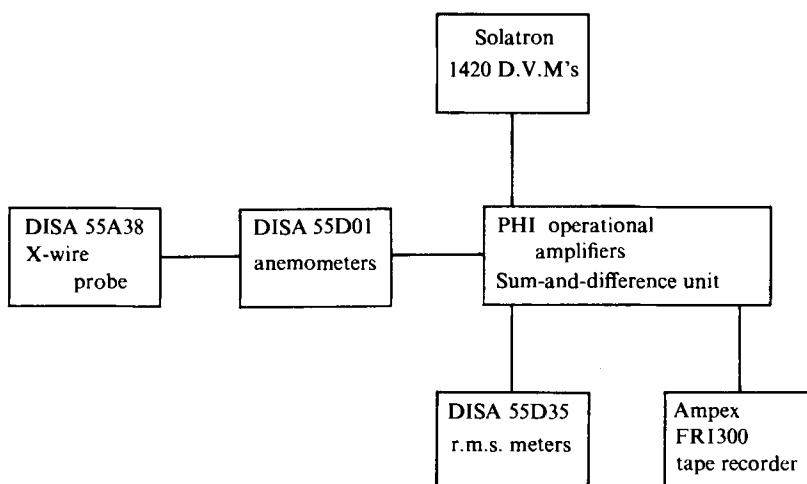 Solatron
1420 D.V.M's
DISA 55A38
X-wire
probe
DISA 55D01
anemometers
PHI operational
amplifiers
Sum-and-difference unit
DISA 55D35
r.m.s. meters
Ampex
FR1300
tape recorder